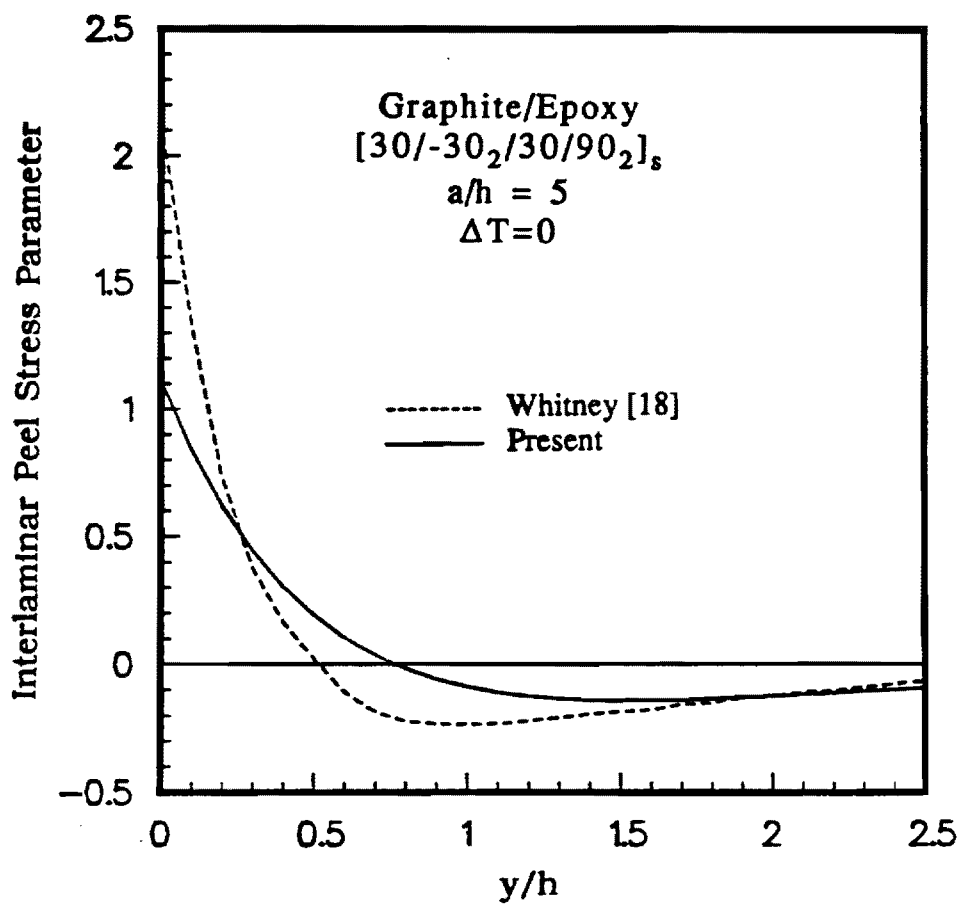 2.5
2
1.5
1
0.5
0
−0.5
Interlaminar Peel Stress Parameter
Graphite/Epoxy
[30/-30₂/30/90₂]ₛ
a/h = 5
ΔT=0
Whitney [18]
Present
0 0.5 1 1.5 2 2.5
y/h